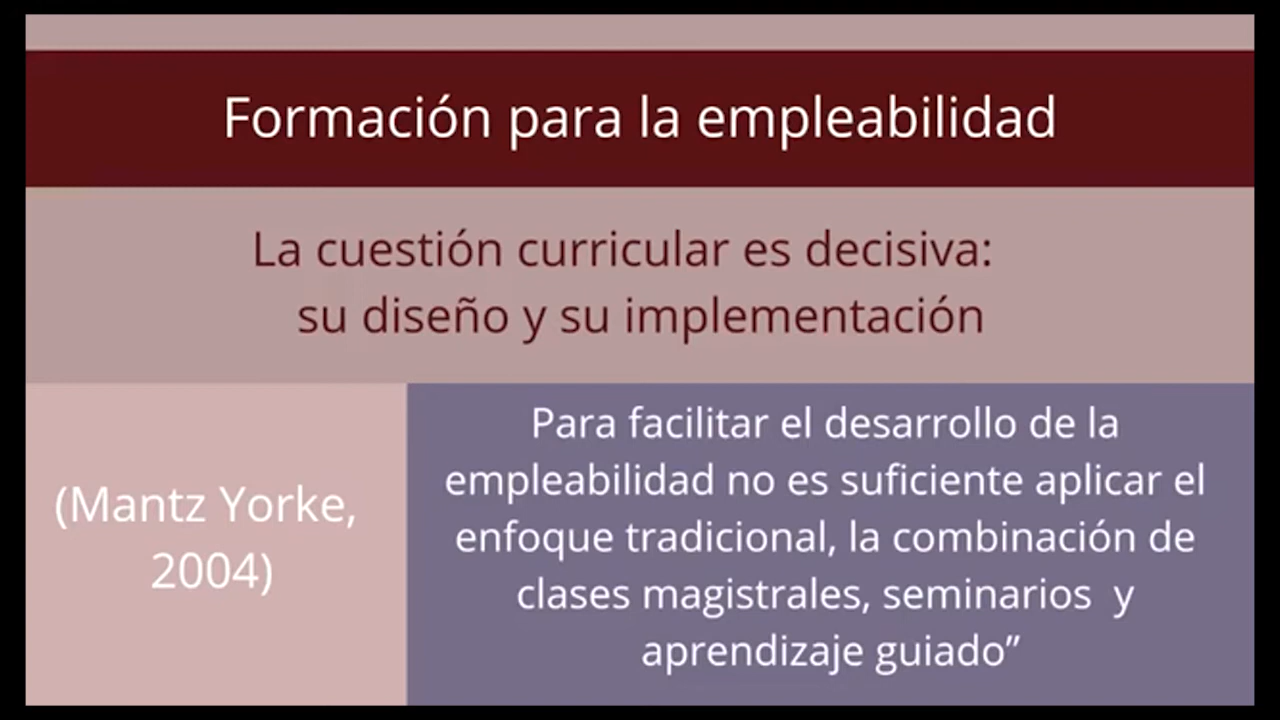 Formación para la empleabilidad
La cuestión curricular es decisiva:
su diseño y su implementación
(Mantz Yorke,
2004)
Para facilitar el desarrollo de la
empleabilidad no es suficiente aplicar el
enfoque tradicional, la combinación de
clases magistrales, seminarios  y
aprendizaje guiado”